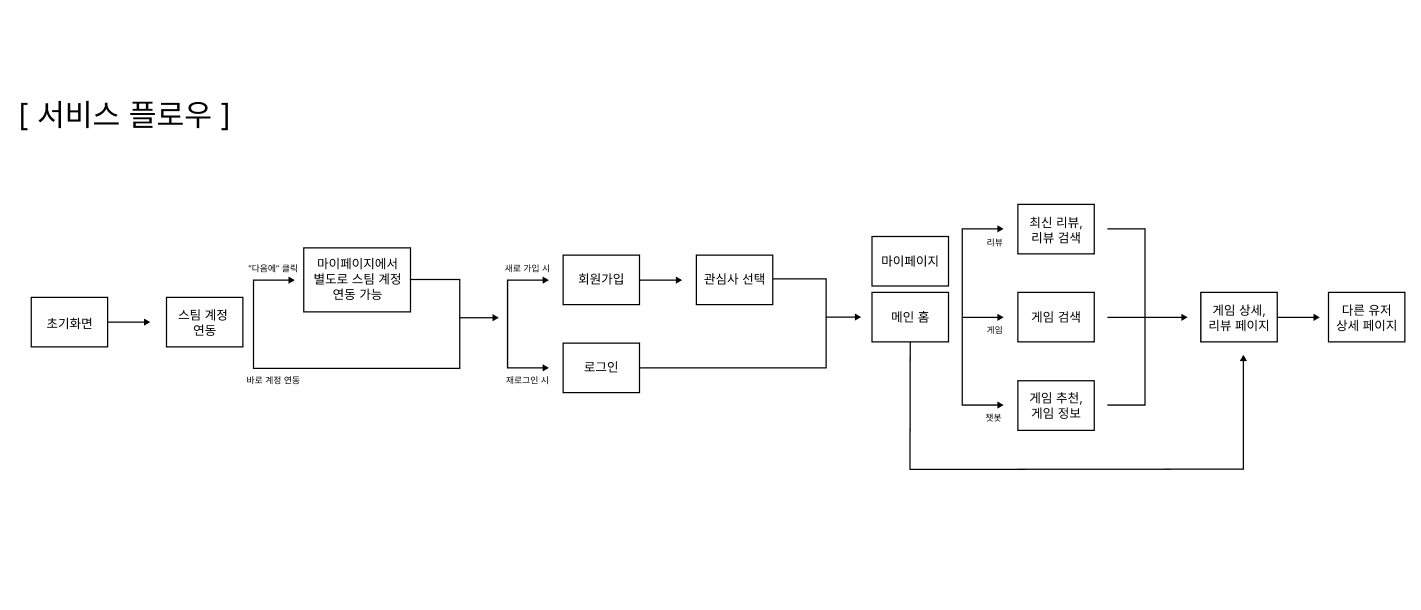 [ 서비스 플로우 ]
초기화면
스팀 계정
연동
"다음에" 클릭
마이페이지에서
별도로 스팀 계정
연동 가능
바로 계정 연동
새로 가입 시
회원가입
관심사 선택
재로그인 시
로그인
마이페이지
메인 홈
리뷰
최신 리뷰,
리뷰 검색
게임
게임 검색
챗봇
게임 추천,
게임 정보
게임 상세,
리뷰 페이지
다른 유저
상세 페이지